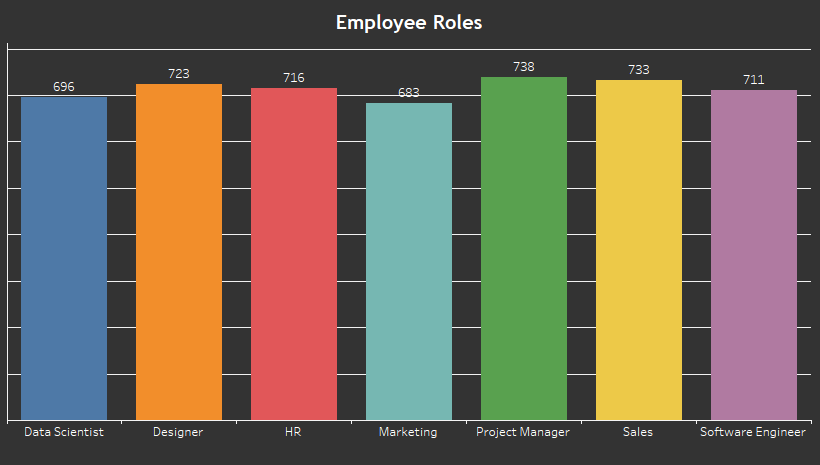 Employee Roles
696
723
716
683
738
733
711
Data Scientist
Designer
HR
Marketing
Project Manager
Sales
Software Engineer